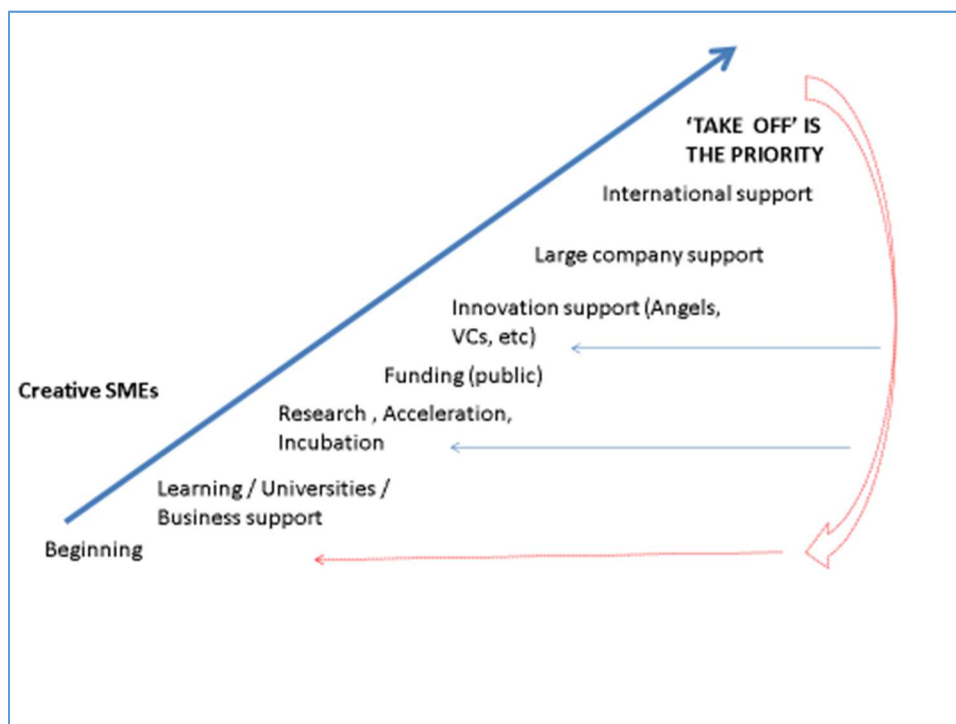 ‘TAKE OFF’ IS
THE PRIORITY
International support
Large company support
Innovation support (Angels,
VCs, etc)
Funding (public)
Creative SMEs
Research , Acceleration,
Incubation
Learning / Universities /
Business support
Beginning